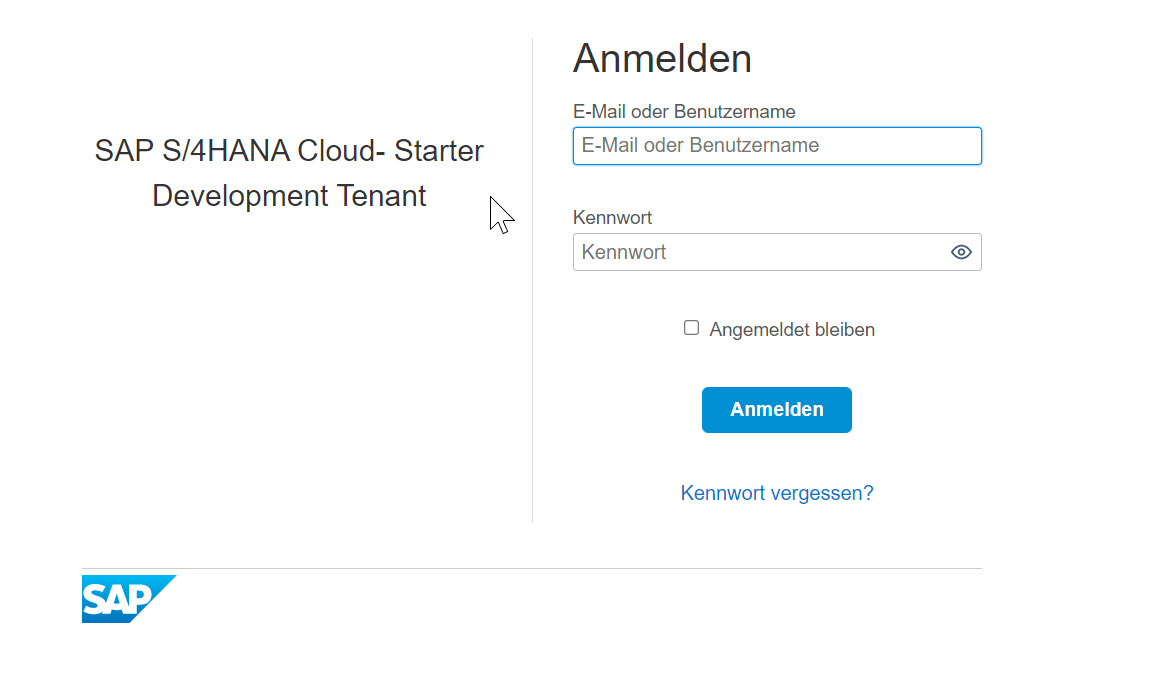 SAP S/4HANA Cloud- Starter
Development Tenant
Anmelden
E-Mail oder Benutzername
E-Mail oder Benutzername
Kennwort
Kennwort
Angemeldet bleiben
Anmelden
Kennwort vergessen?
SAP